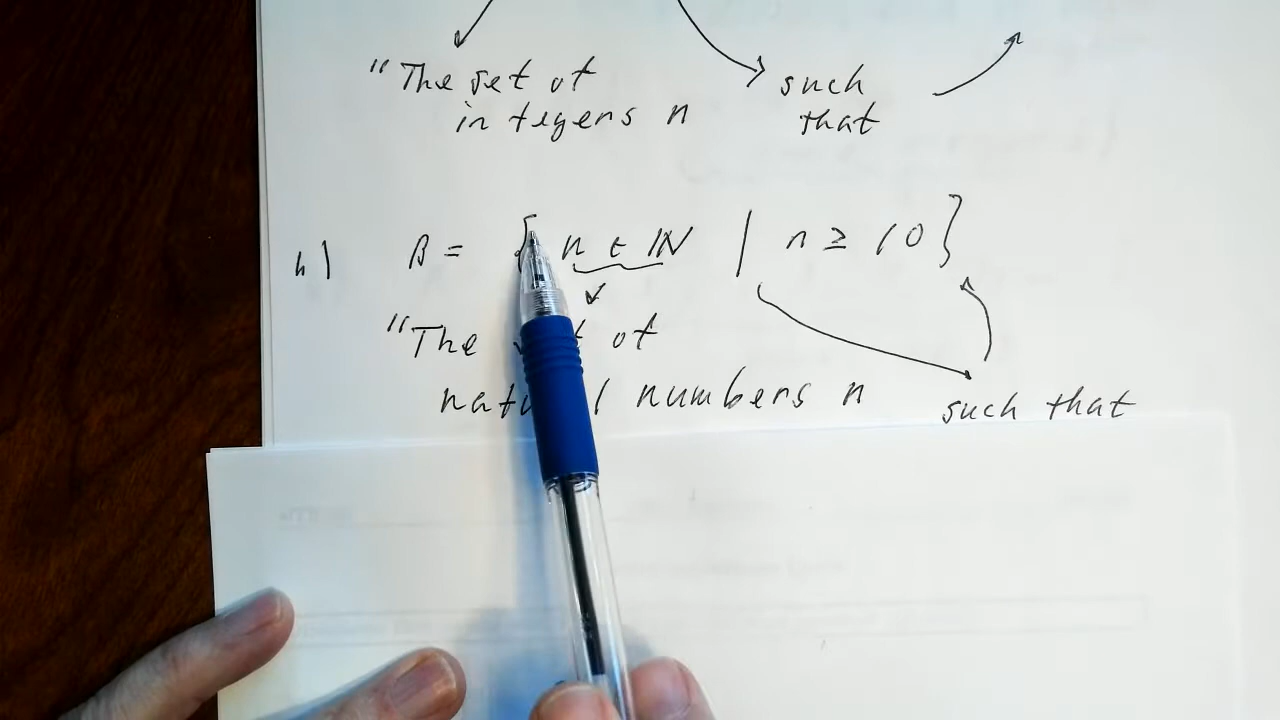 "The set of such
integers n that
h) B = { n ∈ ℕ | n ≥ 10 }
"The of
numbers n such that